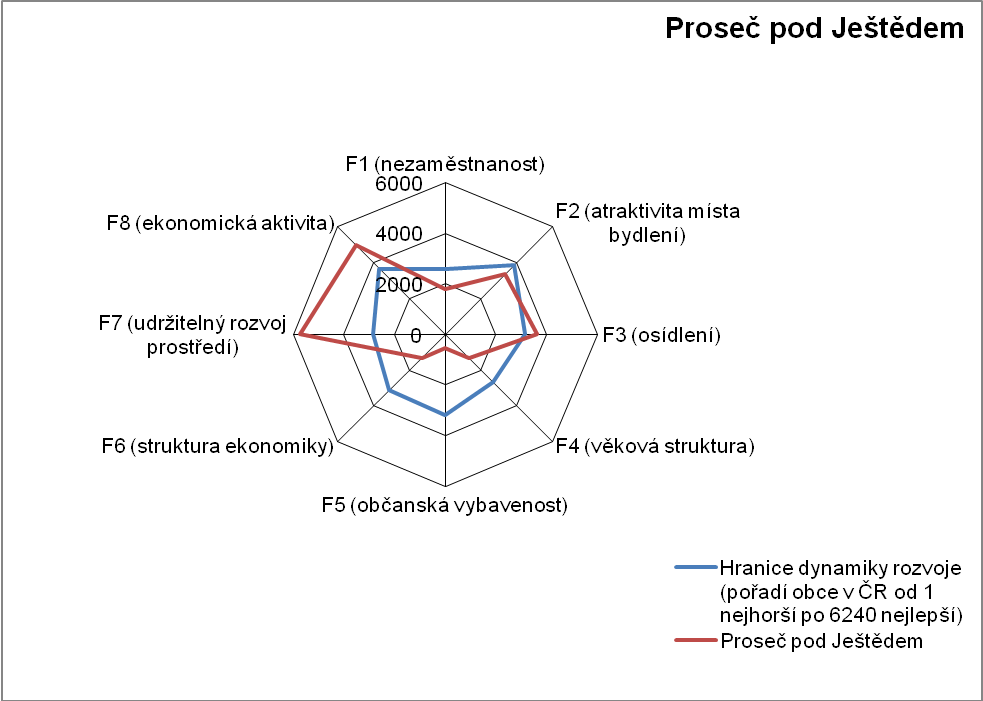 Proseč pod Ještědem
F1 (nezaměstnanost)
6000
F8 (ekonomická aktivita)
F2 (atraktivita místa
bydlení)
4000
2000
F7 (udržitelný rozvoj
prostředí)
0
F3 (osídlení)
F6 (struktura ekonomiky)
F4 (věková struktura)
F5 (občanská vybavenost)
Hranice dynamiky rozvoje
(pořadí obce v ČR od 1
nejhorší po 6240 nejlepší)
Proseč pod Ještědem